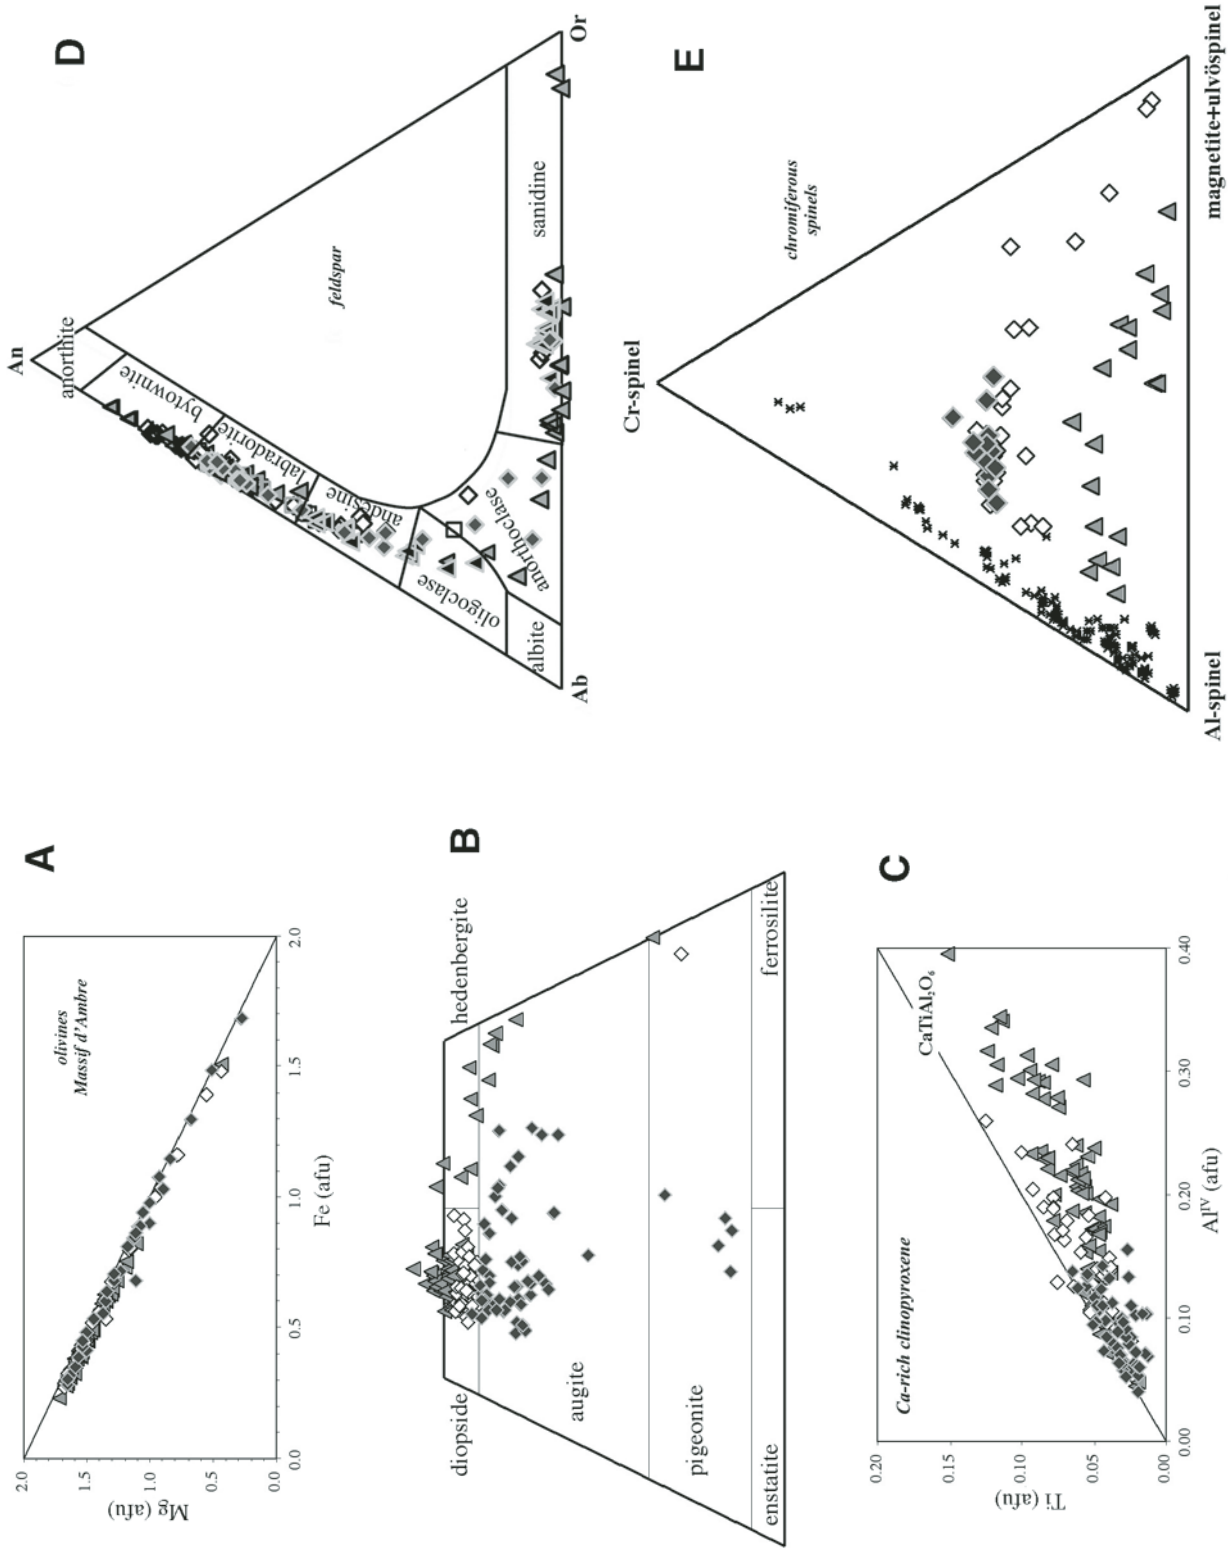 A
olivines
Massif d'Ambre
Mg (afu)
2.0
1.5
1.0
0.5
0.0
0.0
0.5
1.0
1.5
2.0
Fe (afu)
B
diopside
hedenbergite
augite
pigeonite
enstatite
ferrosilite
C
Ca-rich clinopyroxene
CaTiAl₂O₆
Ti (afu)
0.20
0.15
0.10
0.05
0.00
0.00
0.10
0.20
0.30
0.40
Alᴵⱽ (afu)
D
An
anorthite
bytownite
labradorite
andesine
oligoclase
albite
anorthoclase
sanidine
feldspar
Ab
Or
E
Cr-spinel
chromiferous
spinels
Al-spinel
magnetite+ulvöspinel